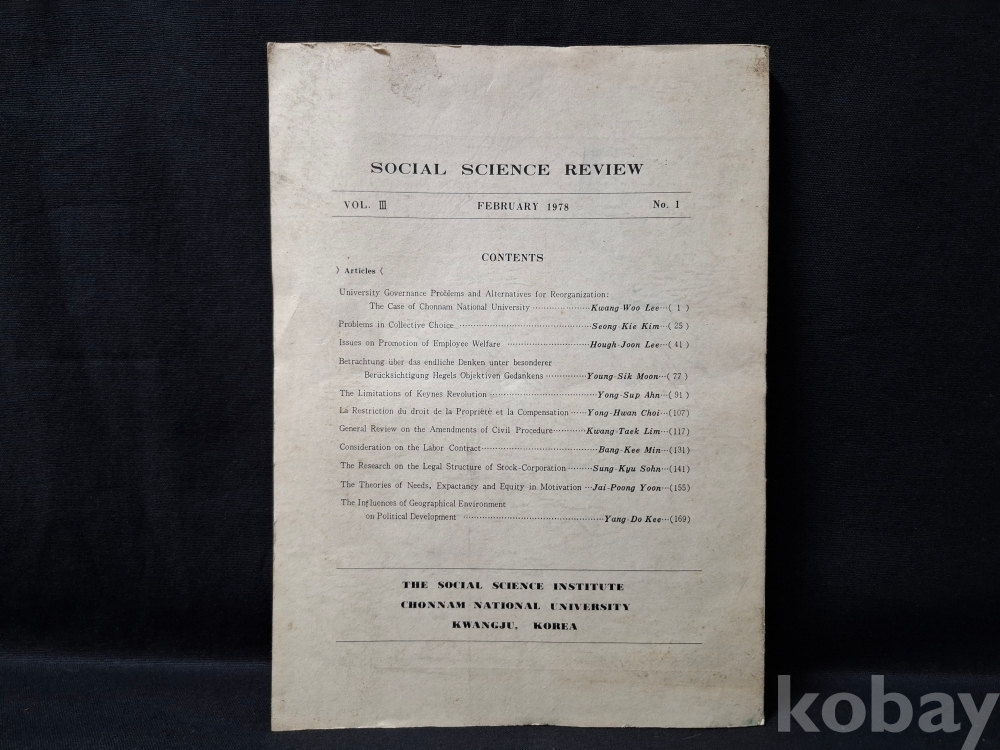 SOCIAL SCIENCE REVIEW
VOL. Ⅲ FEBRUARY 1978 No. 1
CONTENTS
》Articles《
University Governance Problems and Alternatives for Reorganization:
The Case of Chonnam National University ··················· Kwang-Woo Lee ···( 1 )
Problems in Collective Choice ··········································· Seong-Kie Kim ···( 25 )
Issues on Promotion of Employee Welfare ··························· Hough-Joon Lee ···( 41 )
Betrachtung über das endliche Denken unter besonderer
Berücksichtigung Hegels Objektiven Gedankens ·············· Young-Sik Moon ···( 77 )
The Limitations of Keynes Revolution ··································· Yong-Sup Ahn ···( 91 )
La Restriction du droit de la Propriètè et la Compensation ······ Yong-Hwan Choi ···(107)
General Review on the Amendments of Civil Procedure ··········· Kwang-Taek Lim ···(117)
Consideration on the Labor Contract ······································ Bang-Kee Min ···(131)
The Research on the Legal Structure of Stock-Corporation ········· Sung-Kyu Sohn ···(141)
The Theories of Needs, Expactancy and Equity in Motivation ··· Jai-Poong Yoon ···(155)
The Influences of Geographical Environment
on Political Development ··············································· Yang-Do Kee ···(169)
THE SOCIAL SCIENCE INSTITUTE
CHONNAM NATIONAL UNIVERSITY
KWANGJU, KOREA
kobay